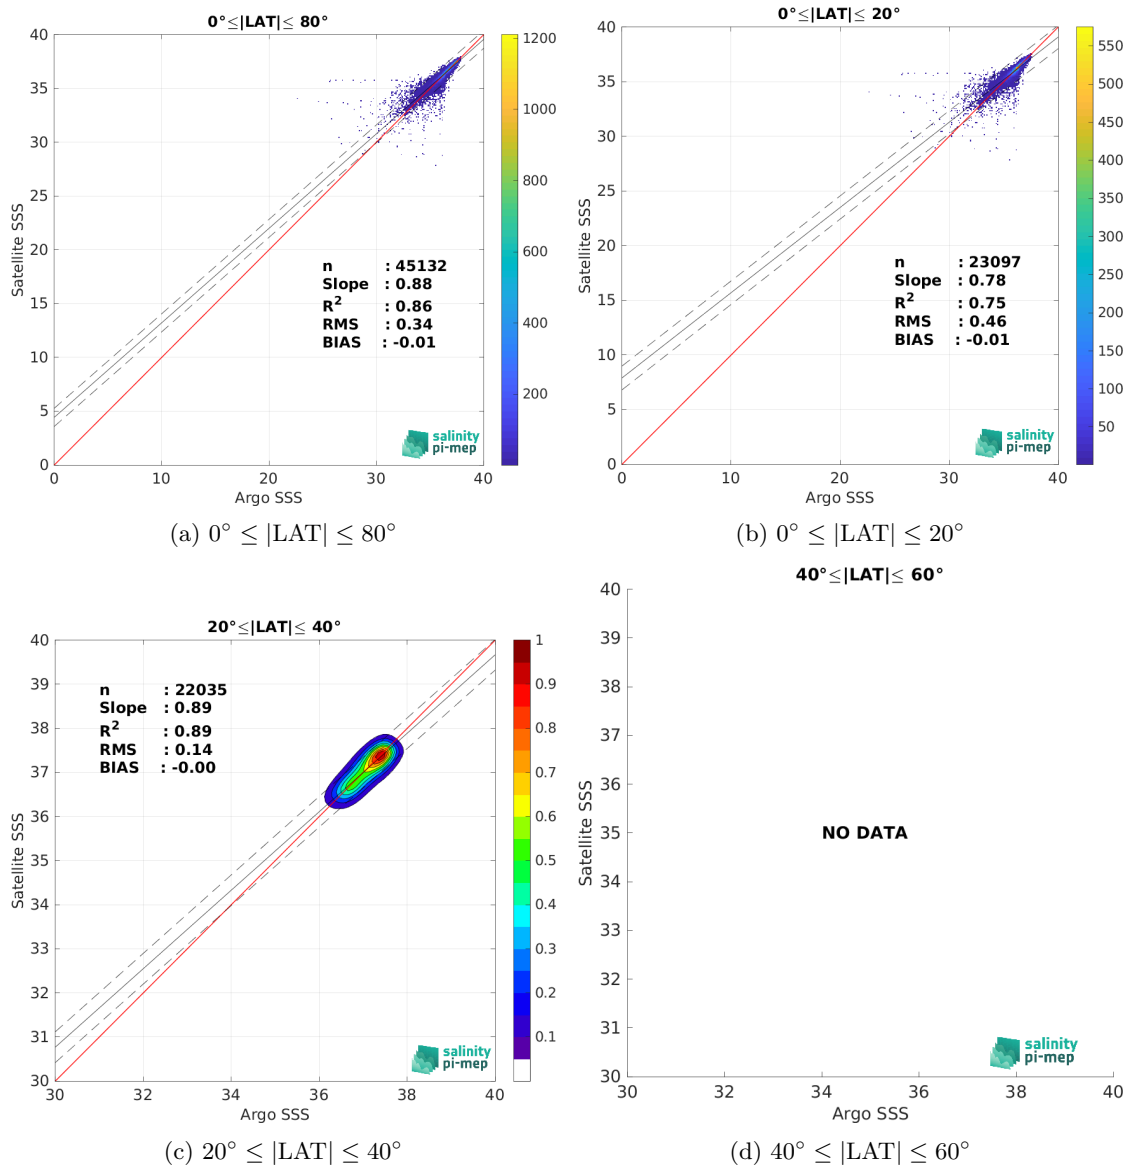 0°≤|LAT|≤ 80°
40
35
30
25
20
15
10
5
0
0
10
20
30
40
Satellite SSS
Argo SSS
n : 45132
Slope : 0.88
R2 : 0.86
RMS : 0.34
BIAS : -0.01
salinity
pi-mep
1200
1000
800
600
400
200
(a) 0° ≤ |LAT| ≤ 80°
0°≤|LAT|≤ 20°
40
35
30
25
20
15
10
5
0
0
10
20
30
40
Satellite SSS
Argo SSS
n : 23097
Slope : 0.78
R2 : 0.75
RMS : 0.46
BIAS : -0.01
salinity
pi-mep
550
500
450
400
350
300
250
200
150
100
50
(b) 0° ≤ |LAT| ≤ 20°
20°≤|LAT|≤ 40°
40
39
38
37
36
35
34
33
32
31
30
30
32
34
36
38
40
Satellite SSS
Argo SSS
n : 22035
Slope : 0.89
R2 : 0.89
RMS : 0.14
BIAS : -0.00
salinity
pi-mep
1
0.9
0.8
0.7
0.6
0.5
0.4
0.3
0.2
0.1
(c) 20° ≤ |LAT| ≤ 40°
40°≤|LAT|≤ 60°
40
39
38
37
36
35
34
33
32
31
30
30
32
34
36
38
40
Satellite SSS
Argo SSS
NO DATA
salinity
pi-mep
(d) 40° ≤ |LAT| ≤ 60°